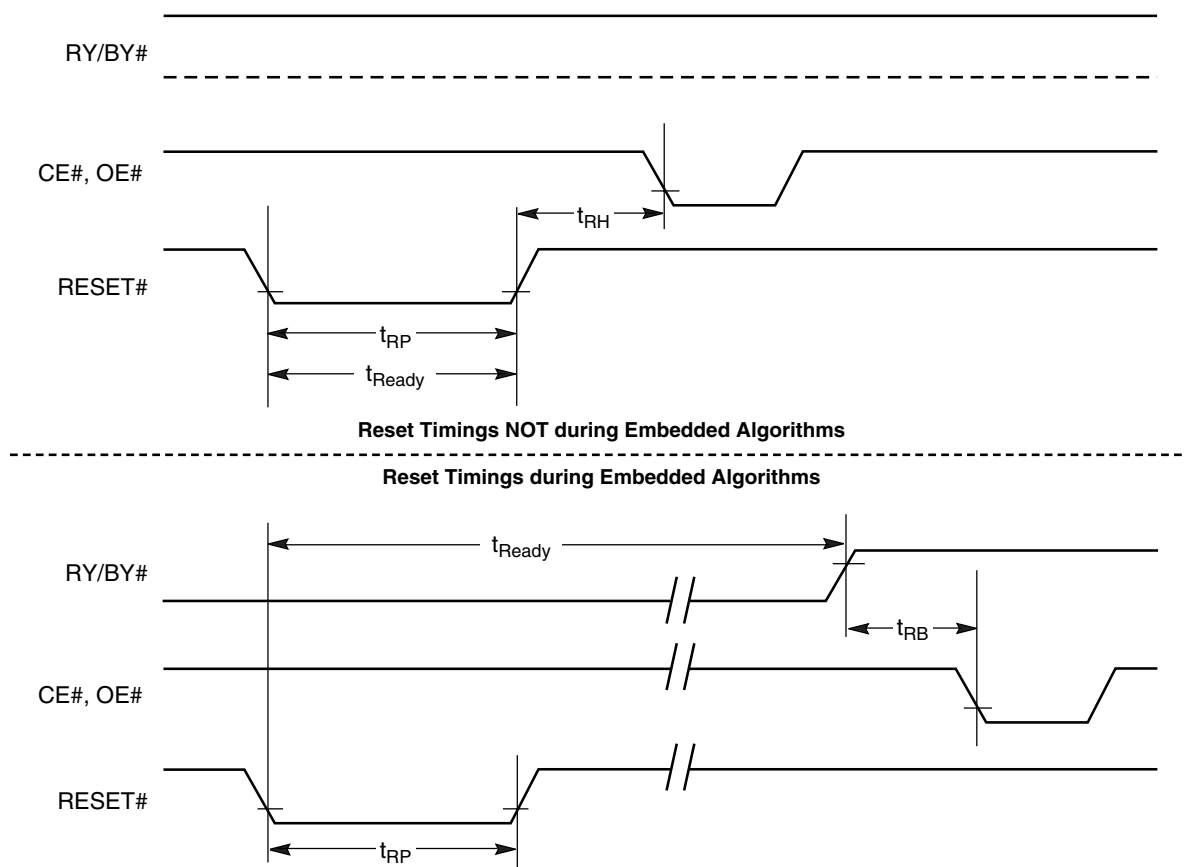 RY/BY#
CE#, OE#
tRH
RESET#
tRP
tReady
Reset Timings NOT during Embedded Algorithms
Reset Timings during Embedded Algorithms
tReady
RY/BY#
tRB
CE#, OE#
RESET#
tRP